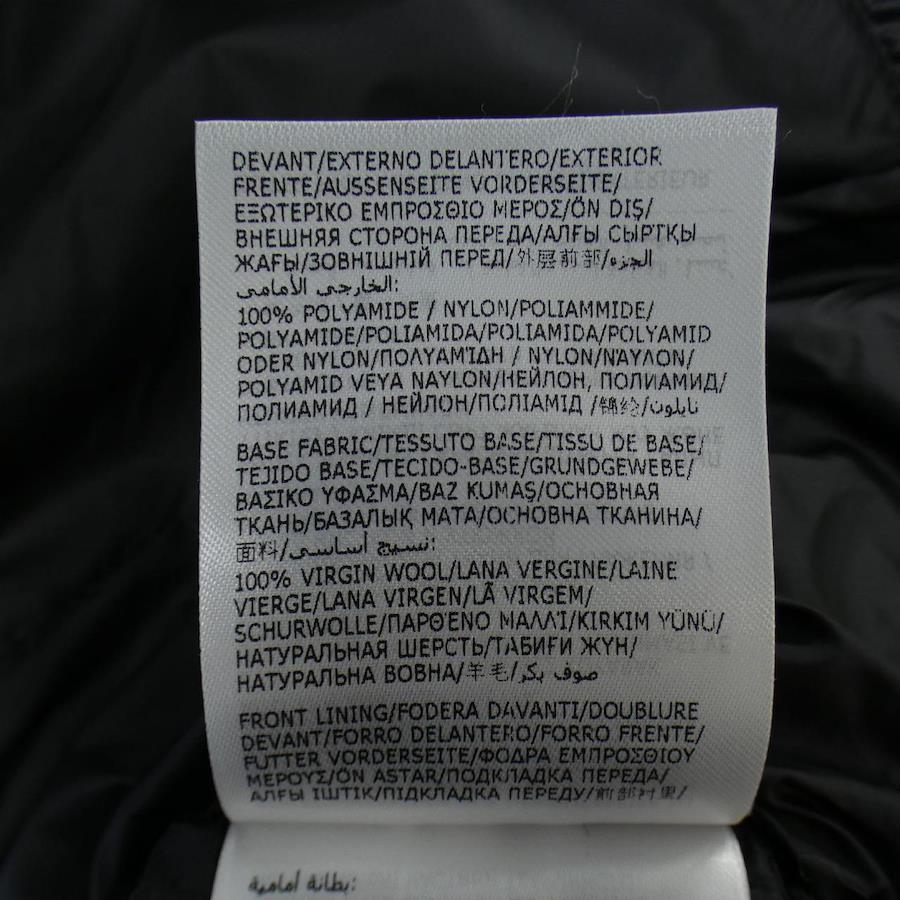 DEVANT/EXTERNO DELANTERO/EXTERIOR
FRENTE/AUSSENSEITE VORDERSEITE/
ΕΞΩΤΕΡΙΚΟ ΕΜΠΡΟΣΘΙΟ ΜΕΡΟΣ/ÖN DIŞ/
ВНЕШНЯЯ СТОРОНА ПЕРЕДА/АЛҒЫ СЫРТҚЫ
ЖАҒЫ/ЗОВНІШНІЙ ПЕРЕД/外层前部/الجزء
الخارجي الأمامي:
100% POLYAMIDE / NYLON/POLIAMMIDE/
POLYAMIDE/POLIAMIDA/POLIAMIDA/POLYAMID
ODER NYLON/ΠΟΛΥΑΜΊΔΗ / NYLON/ΝΆΥΛΟΝ/
POLYAMID VEYA NAYLON/НЕЙЛОН, ПОЛИАМИД/
ПОЛИАМИД / НЕЙЛОН/ПОЛІАМІД /锦纶/نايلون
BASE FABRIC/TESSUTO BASE/TISSU DE BASE/
TEJIDO BASE/TECIDO-BASE/GRUNDGEWEBE/
ΒΑΣΙΚΟ ΥΦΑΣΜΑ/BAZ KUMAŞ/ОСНОВНАЯ
ТКАНЬ/БАЗАЛЫҚ МАТА/ОСНОВНА ТКАНИНА/
面料/نسيج أساسي:
100% VIRGIN WOOL/LANA VERGINE/LAINE
VIERGE/LANA VIRGEN/LÃ VIRGEM/
SCHURWOLLE/ΠΑΡΘΈΝΟ ΜΑΛΛΊ/KIRKIM YÜNÜ/
НАТУРАЛЬНАЯ ШЕРСТЬ/ТАБИҒИ ЖҮН/
НАТУРАЛЬНА ВОВНА/羊毛/صوف بكر
FRONT LINING/FODERA DAVANTI/DOUBLURE
DEVANT/FORRO DELANTERO/FORRO FRENTE/
FUTTER VORDERSEITE/ΦΟΔΡΑ ΕΜΠΡΟΣΘΙΟΥ
ΜΕΡΟΥΣ/ÖN ASTAR/ПОДКЛАДКА ПЕРЕДА/
АЛҒЫ ІШТІК/ПІДКЛАДКА ПЕРЕДУ/前部衬里/
بطانة أمامية: